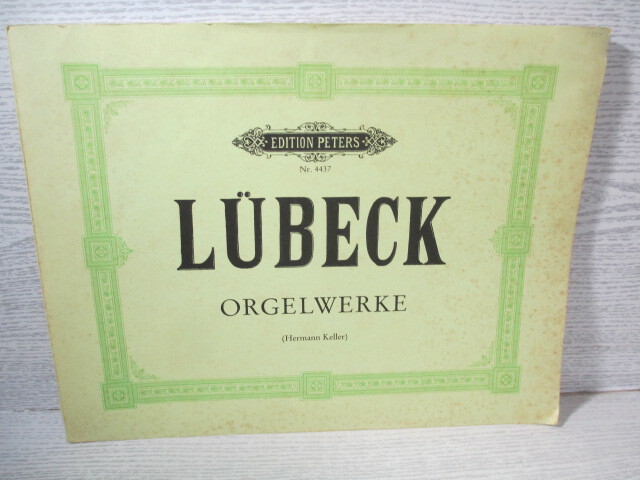 EDITION PETERS
Nr. 4437
LÜBECK
ORGELWERKE
(Hermann Keller)